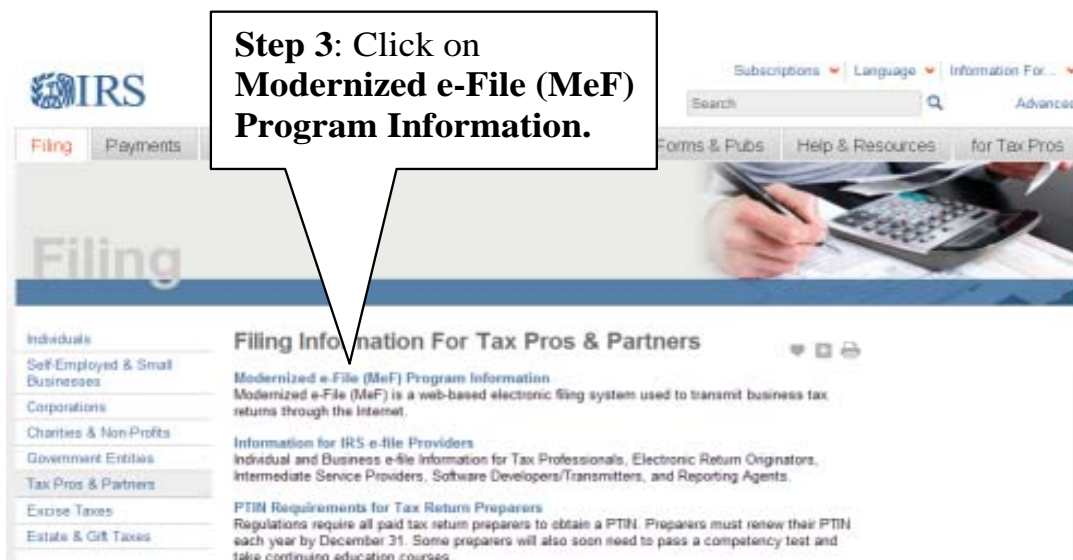 Step 3: Click on
Modernized e-File (MeF)
Program Information.
Subscriptions Language Information For...
IRS
Search Advanced
Filing Payments Forms & Pubs Help & Resources for Tax Pros
Filing
Individuals
Self-Employed & Small
Businesses
Corporations
Charities & Non-Profits
Government Entities
Tax Pros & Partners
Excise Taxes
Estate & Gift Taxes
Filing Information For Tax Pros & Partners
Modernized e-File (MeF) Program Information
Modernized e-File (MeF) is a web-based electronic filing system used to transmit business tax
returns through the Internet.
Information for IRS e-file Providers
Individual and Business e-file Information for Tax Professionals, Electronic Return Originators,
Intermediate Service Providers, Software Developers/Transmitters, and Reporting Agents.
PTIN Requirements for Tax Return Preparers
Regulations require all paid tax return preparers to obtain a PTIN. Preparers must renew their PTIN
each year by December 31. Some preparers will also soon need to pass a competency test and
take continuing education courses.